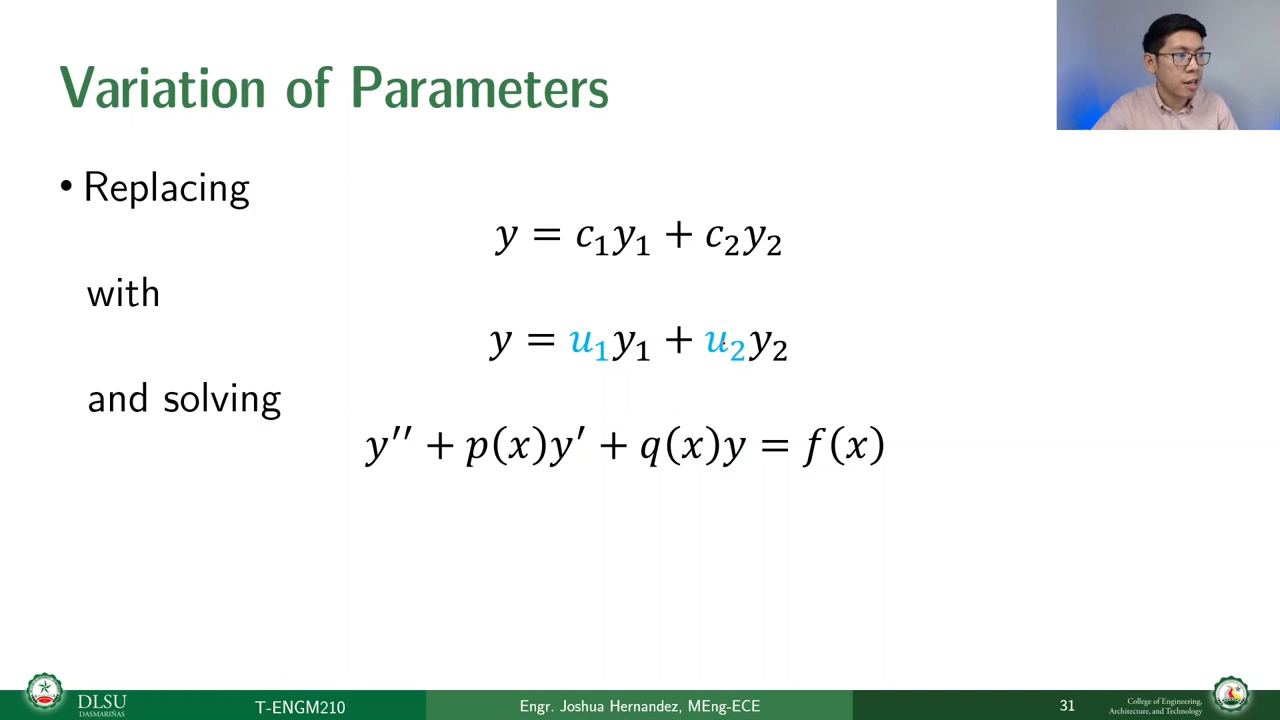 Variation of Parameters
• Replacing
y = c₁y₁ + c₂y₂
with
y = u₁y₁ + u₂y₂
and solving
y′′ + p(x)y′ + q(x)y = f(x)
DLSU
DASMARIÑAS
T-ENGM210
Engr. Joshua Hernandez, MEng-ECE
31
College of Engineering,
Architecture, and Technology